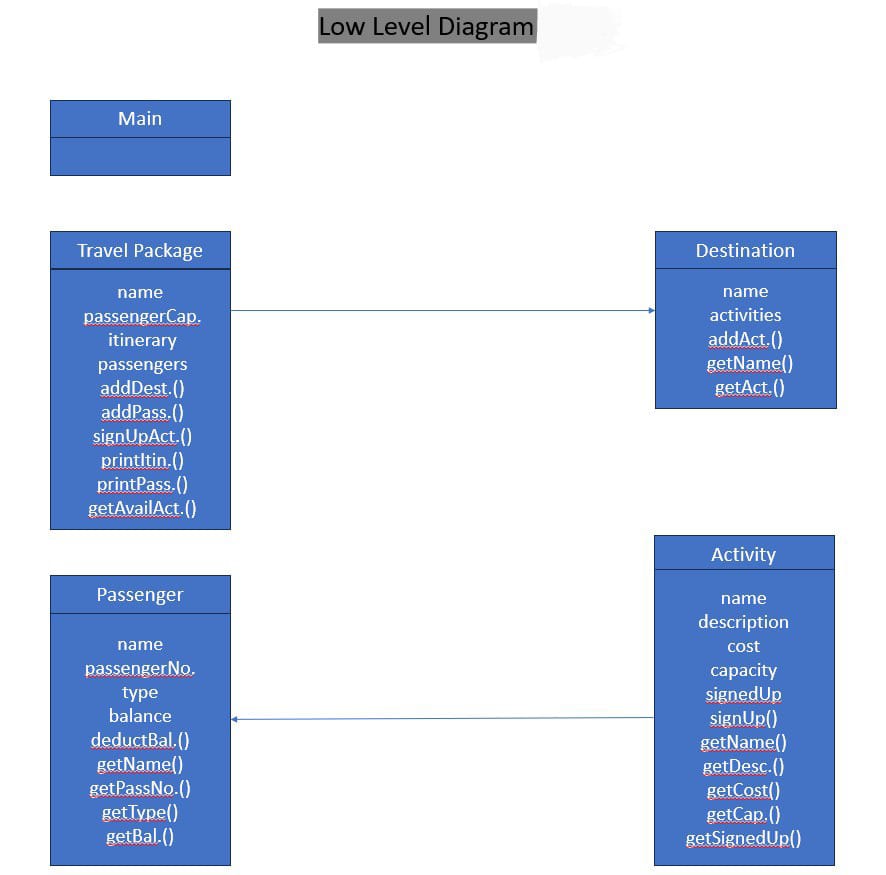 Low Level Diagram
Main
Travel Package
name
passengerCap.
itinerary
passengers
addDest.()
addPass.()
signUpAct.()
printItin.()
printPass.()
getAvailAct.()
Destination
name
activities
addAct.()
getName()
getAct.()
Passenger
name
passengerNo.
type
balance
deductBal.()
getName()
getPassNo.()
getType()
getBal.()
Activity
name
description
cost
capacity
signedUp
signUp()
getName()
getDesc.()
getCost()
getCap.()
getSignedUp()